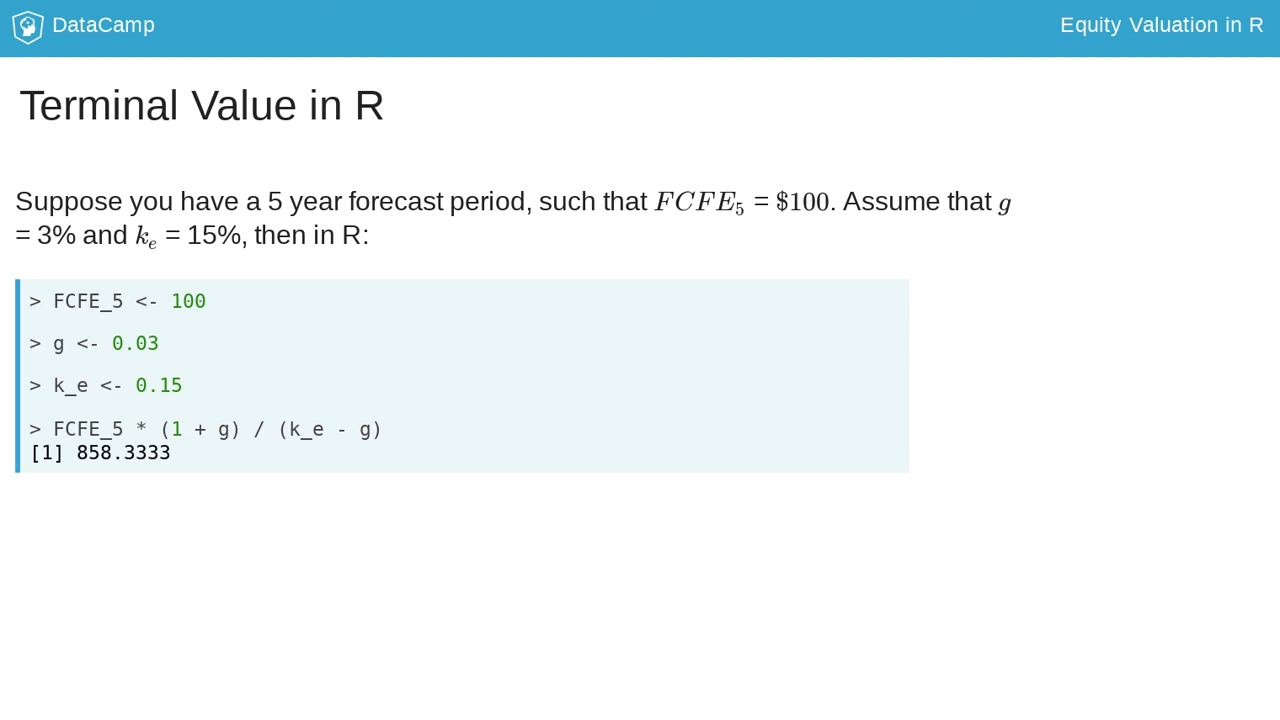 DataCamp
Equity Valuation in R
Terminal Value in R
Suppose you have a 5 year forecast period, such that FCFE₅ = $100. Assume that g
= 3% and kₑ = 15%, then in R:
> FCFE_5 <- 100
> g <- 0.03
> k_e <- 0.15
> FCFE_5 * (1 + g) / (k_e - g)
[1] 858.3333